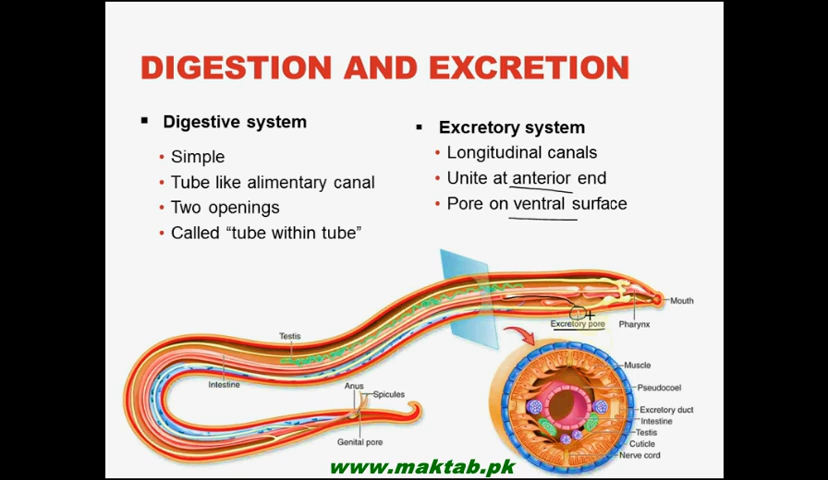 DIGESTION AND EXCRETION
Digestive system
Simple
Tube like alimentary canal
Two openings
Called “tube within tube”
Excretory system
Longitudinal canals
Unite at anterior end
Pore on ventral surface
Mouth
Excretory pore
Pharynx
Testis
Intestine
Anus
Spicules
Genital pore
Muscle
Pseudocoel
Excretory duct
Intestine
Testis
Cuticle
Nerve cord
www.maktab.pk